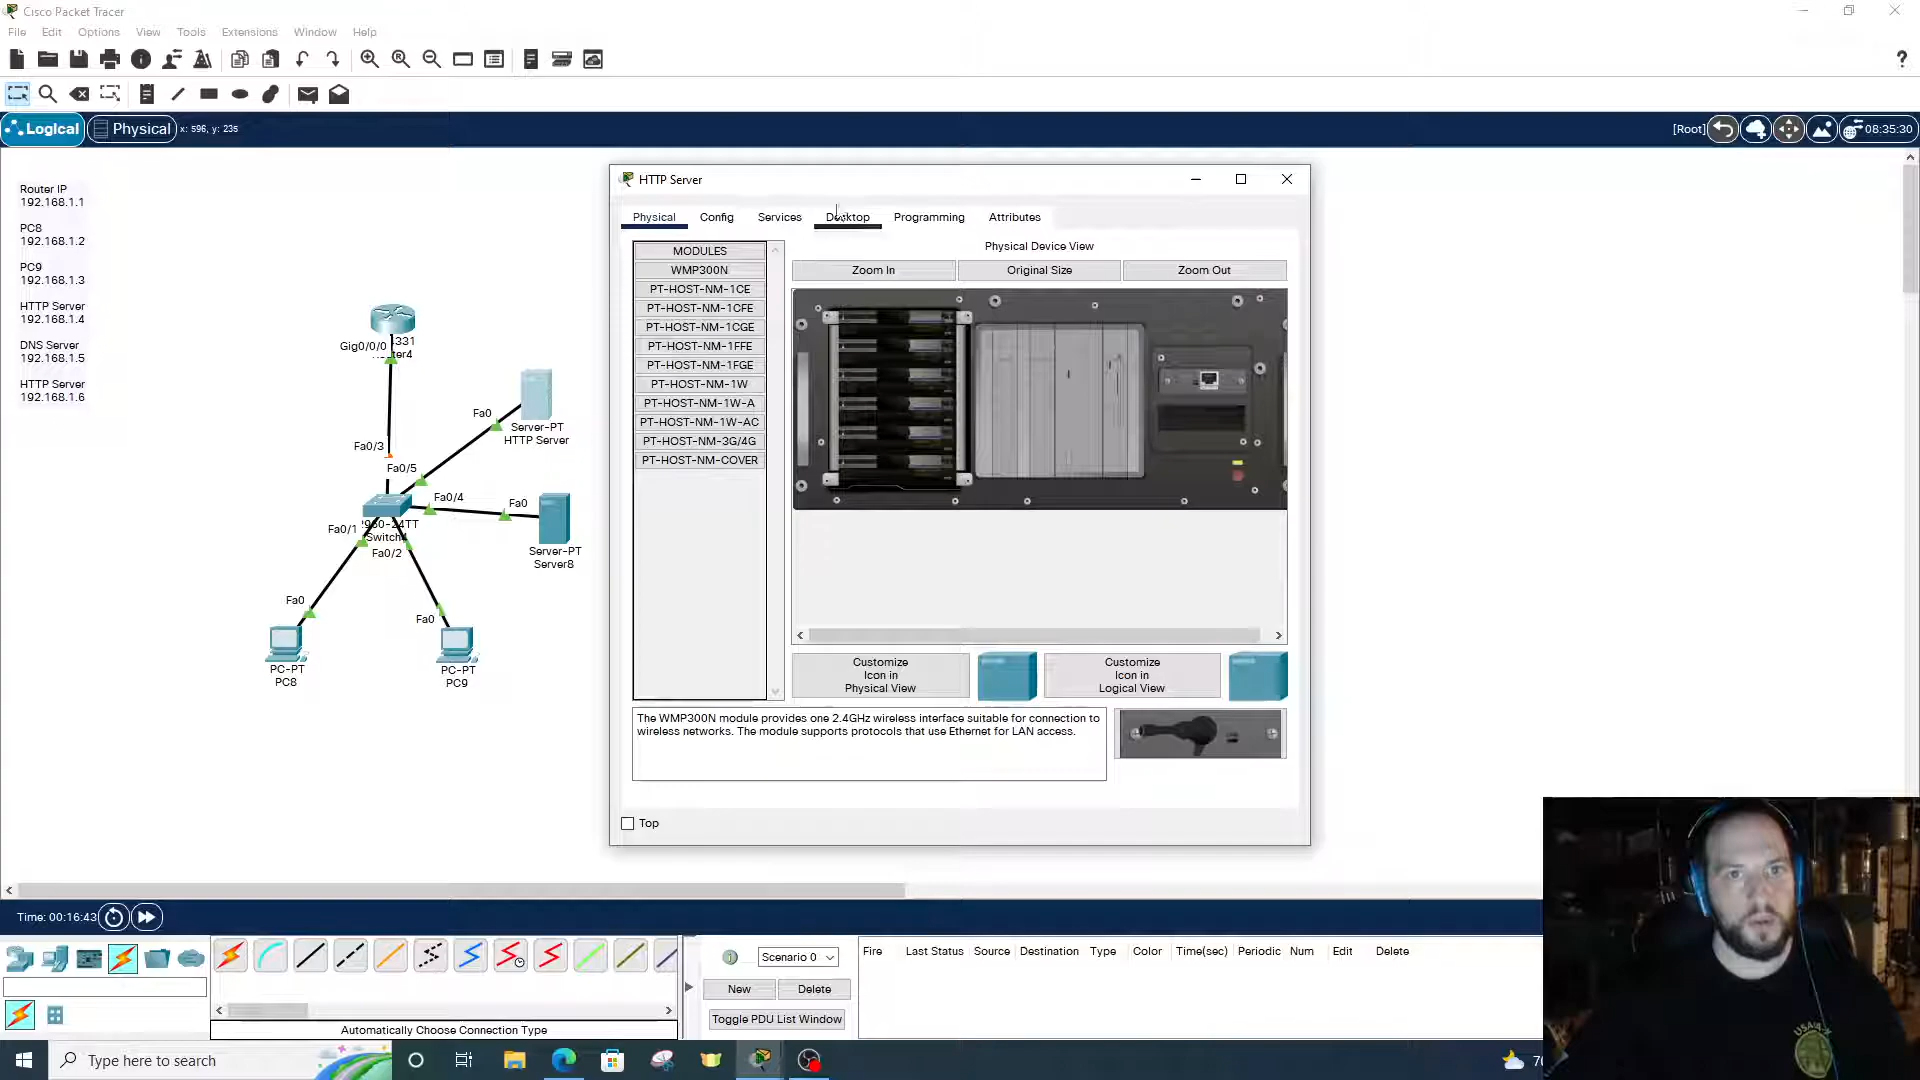 Cisco Packet Tracer
File Edit Options View Tools Extensions Window Help
Logical Physical x: 596, y: 235
[Root] 08:35:30
Router IP
192.168.1.1
PC8
192.168.1.2
PC9
192.168.1.3
HTTP Server
192.168.1.4
DNS Server
192.168.1.5
HTTP Server
192.168.1.6
Gig0/0/0
Fa0/3
Fa0
Server-PT
HTTP Server
Fa0/5
Fa0/4
Fa0
Server-PT
Server8
Fa0/1
Switch4
Fa0/2
Fa0
Fa0
PC-PT
PC8
PC-PT
PC9
HTTP Server
Physical Config Services Desktop Programming Attributes
MODULES
WMP300N
PT-HOST-NM-1CE
PT-HOST-NM-1CFE
PT-HOST-NM-1CGE
PT-HOST-NM-1FFE
PT-HOST-NM-1FGE
PT-HOST-NM-1W
PT-HOST-NM-1W-A
PT-HOST-NM-1W-AC
PT-HOST-NM-3G/4G
PT-HOST-NM-COVER
Physical Device View
Zoom In Original Size Zoom Out
Customize
Icon in
Physical View
Customize
Icon in
Logical View
The WMP300N module provides one 2.4GHz wireless interface suitable for connection to
wireless networks. The module supports protocols that use Ethernet for LAN access.
Top
Time: 00:16:43
Scenario 0
New Delete
Toggle PDU List Window
Fire Last Status Source Destination Type Color Time(sec) Periodic Num Edit Delete
Automatically Choose Connection Type
Type here to search